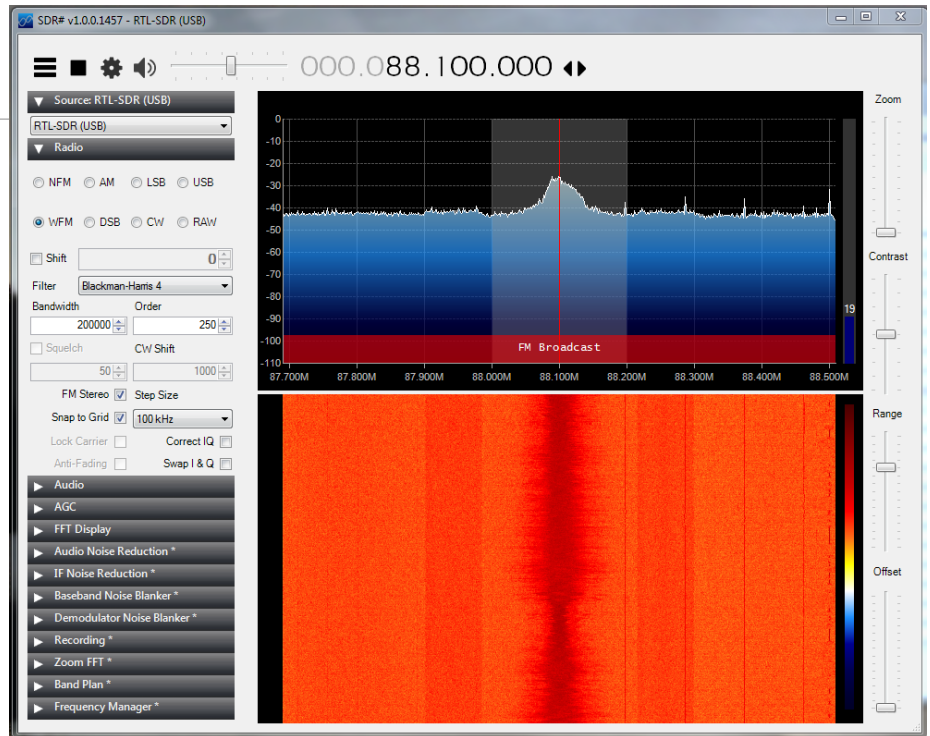 SDR# v1.0.0.1457 - RTL-SDR (USB)
000.088.100.000
Source: RTL-SDR (USB)
RTL-SDR (USB)
Radio
NFM AM LSB USB
WFM DSB CW RAW
Shift 0
Filter Blackman-Harris 4
Bandwidth Order
200000 250
Squelch CW Shift
50 1000
FM Stereo Step Size
Snap to Grid 100 kHz
Lock Carrier Correct IQ
Anti-Fading Swap I & Q
Audio
AGC
FFT Display
Audio Noise Reduction *
IF Noise Reduction *
Baseband Noise Blanker *
Demodulator Noise Blanker *
Recording *
Zoom FFT *
Band Plan *
Frequency Manager *
0
-10
-20
-30
-40
-50
-60
-70
-80
-90
-100
-110
19
FM Broadcast
87.700M 87.800M 87.900M 88.000M 88.100M 88.200M 88.300M 88.400M 88.500M
Zoom
Contrast
Range
Offset